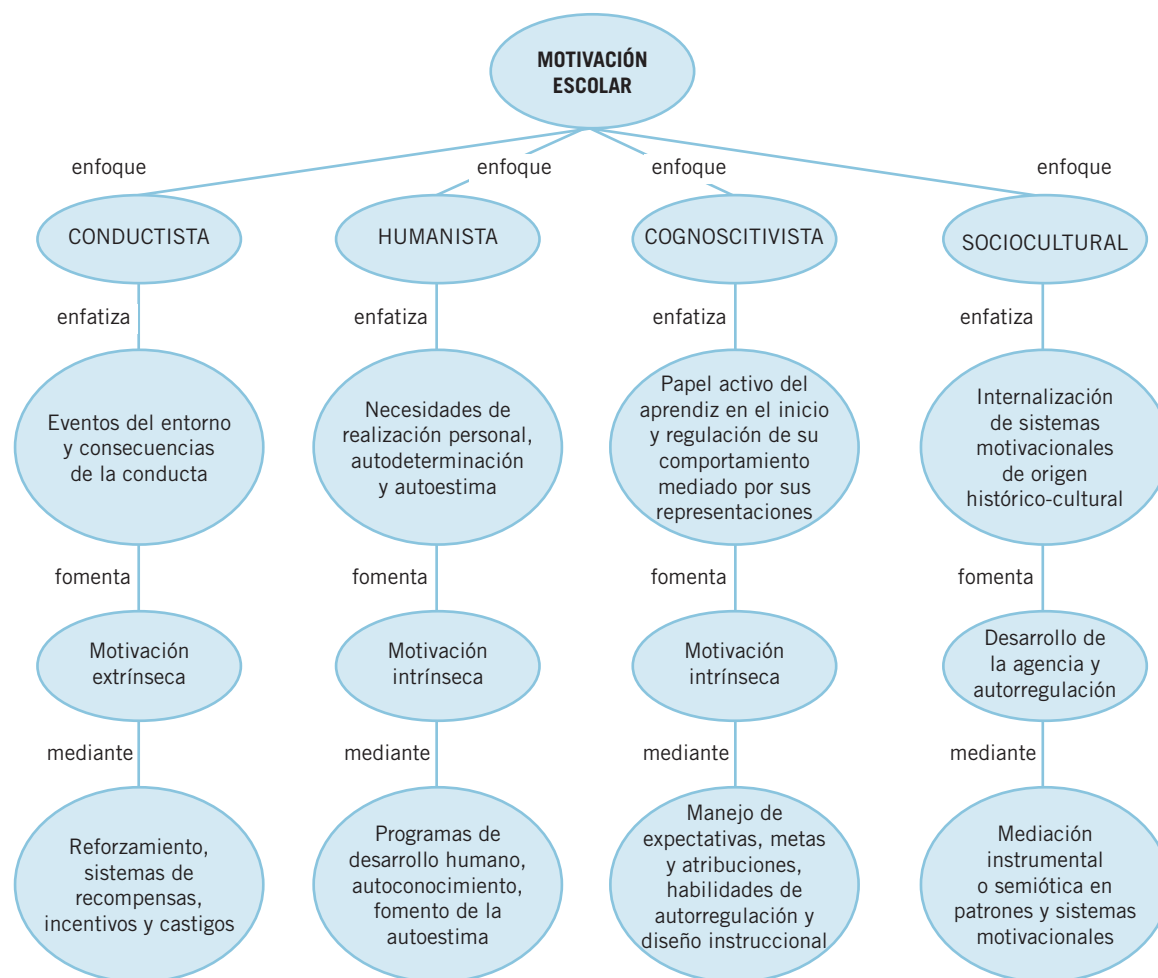 MOTIVACIÓN
ESCOLAR
enfoque
enfoque
enfoque
enfoque
CONDUCTISTA
HUMANISTA
COGNOSCITIVISTA
SOCIOCULTURAL
enfatiza
enfatiza
enfatiza
enfatiza
Eventos del entorno
y consecuencias
de la conducta
Necesidades de
realización personal,
autodeterminación
y autoestima
Papel activo del
aprendiz en el inicio
y regulación de su
comportamiento
mediado por sus
representaciones
Internalización
de sistemas
motivacionales
de origen
histórico-cultural
fomenta
fomenta
fomenta
fomenta
Motivación
extrínseca
Motivación
intrínseca
Motivación
intrínseca
Desarrollo de
la agencia y
autorregulación
mediante
mediante
mediante
mediante
Reforzamiento,
sistemas de
recompensas,
incentivos y castigos
Programas de
desarrollo humano,
autoconocimiento,
fomento de la
autoestima
Manejo de
expectativas, metas
y atribuciones,
habilidades de
autorregulación y
diseño instruccional
Mediación
instrumental
o semiótica en
patrones y sistemas
motivacionales